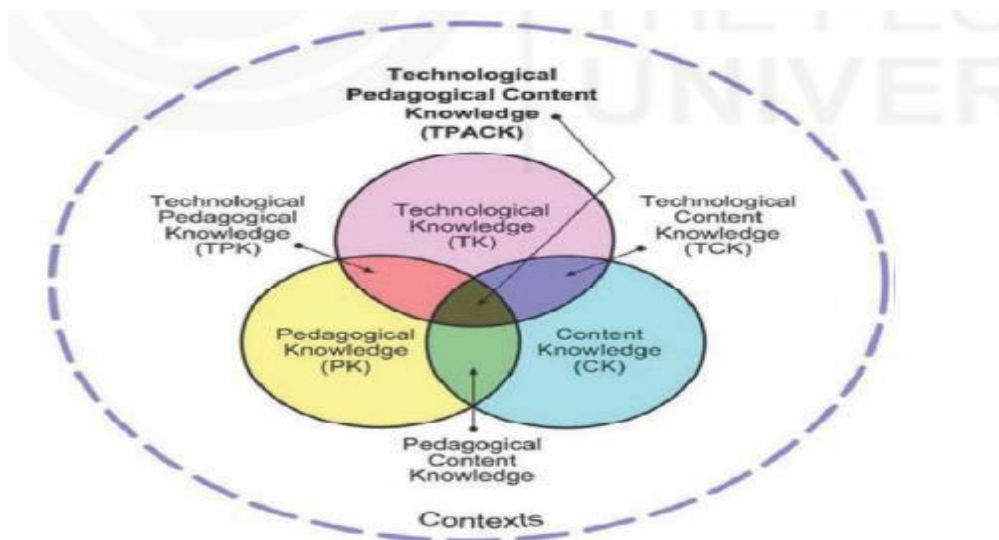 UNIVER
Technological
Pedagogical Content
Knowledge
(TPACK)
Technological
Pedagogical
Knowledge
(TPK)
Technological
Knowledge
(TK)
Technological
Content
Knowledge
(TCK)
Pedagogical
Knowledge
(PK)
Content
Knowledge
(CK)
Pedagogical
Content
Knowledge
Contexts